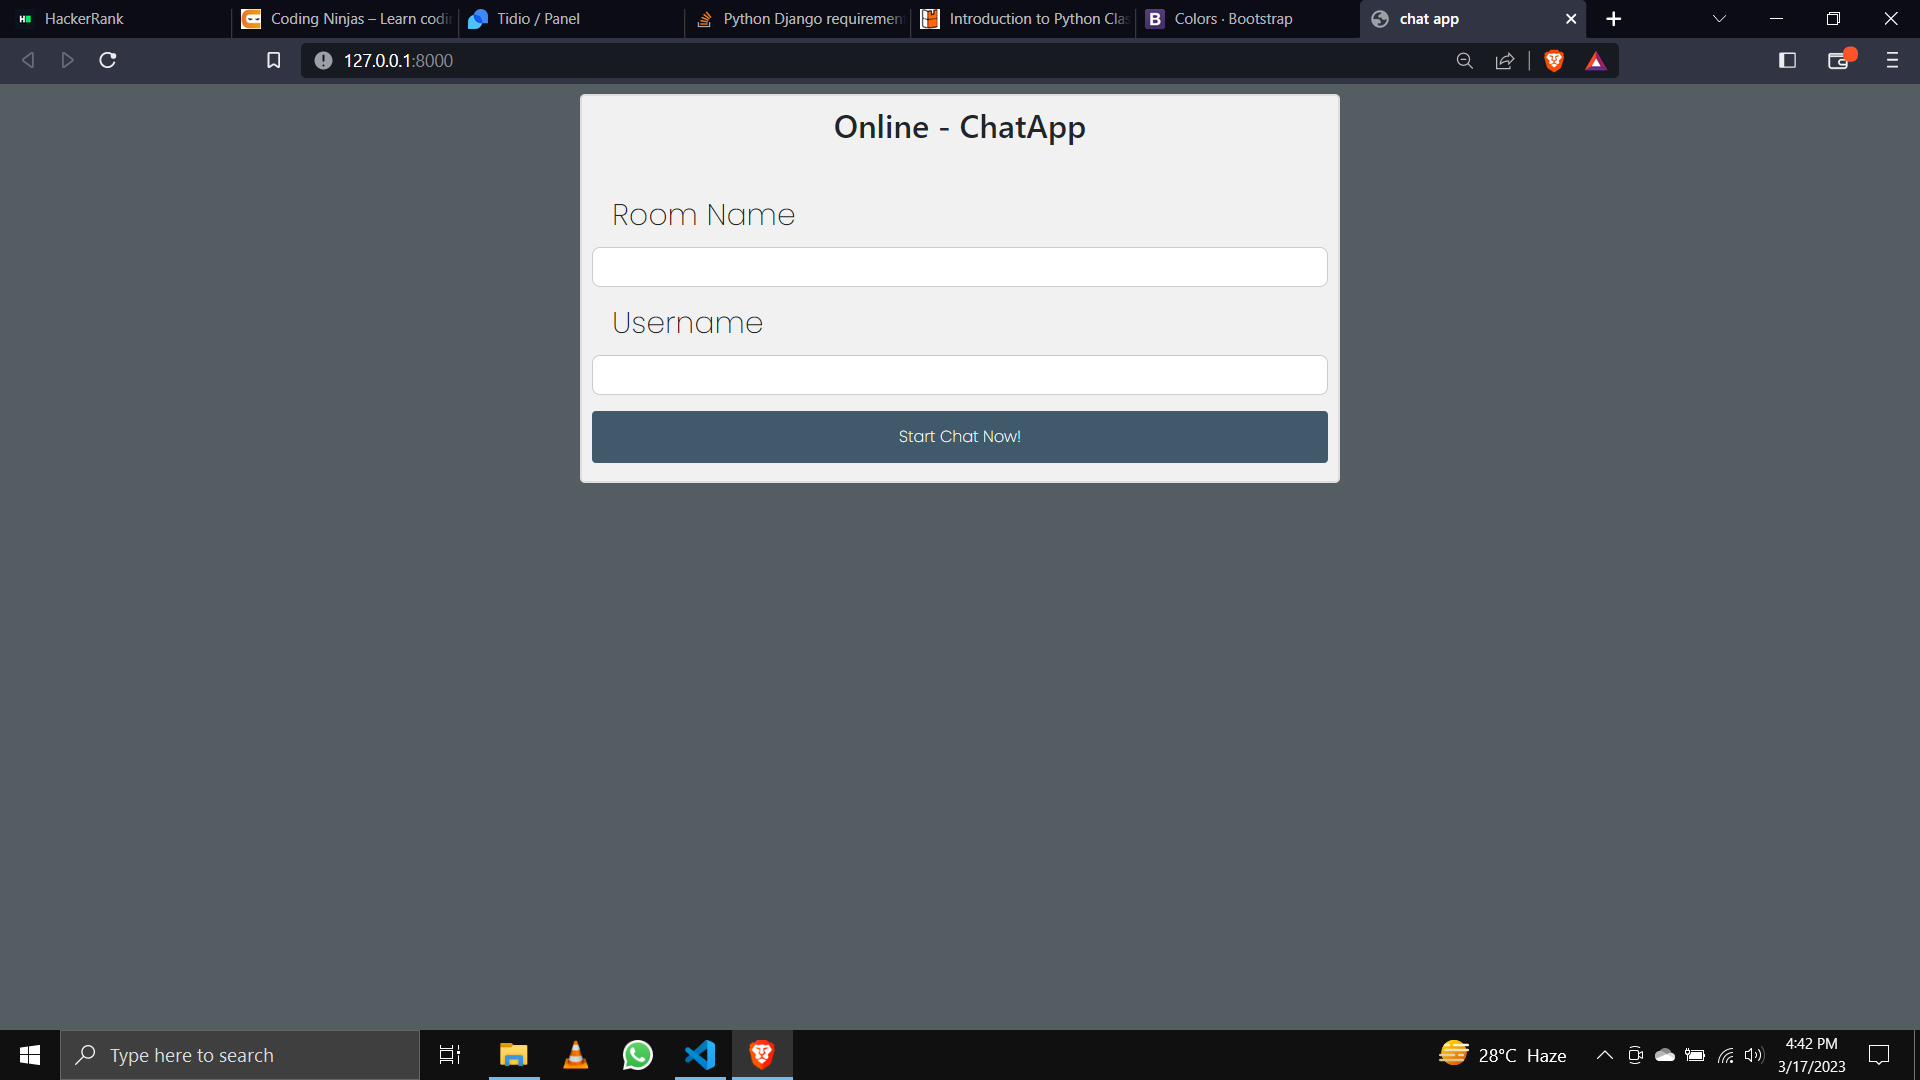 HackerRank
Coding Ninjas – Learn codi
Tidio / Panel
Python Django requiremen
Introduction to Python Clas
B
Colors · Bootstrap
chat app
127.0.0.1:8000
Online - ChatApp
Room Name
Username
Start Chat Now!
Type here to search
28°C Haze
4:42 PM
3/17/2023